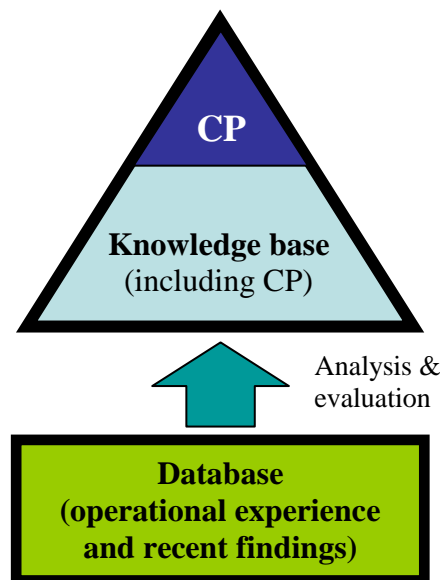 CP
Knowledge base
(including CP)
Analysis &
evaluation
Database
(operational experience
and recent findings)